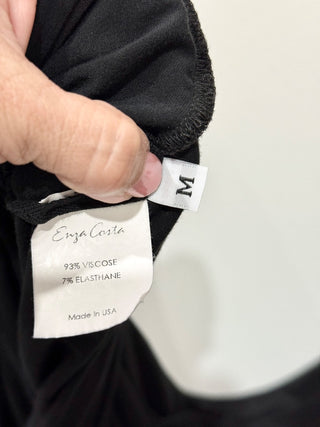 M
Enza Costa
93% VISCOSE
7% ELASTHANE
Made In USA